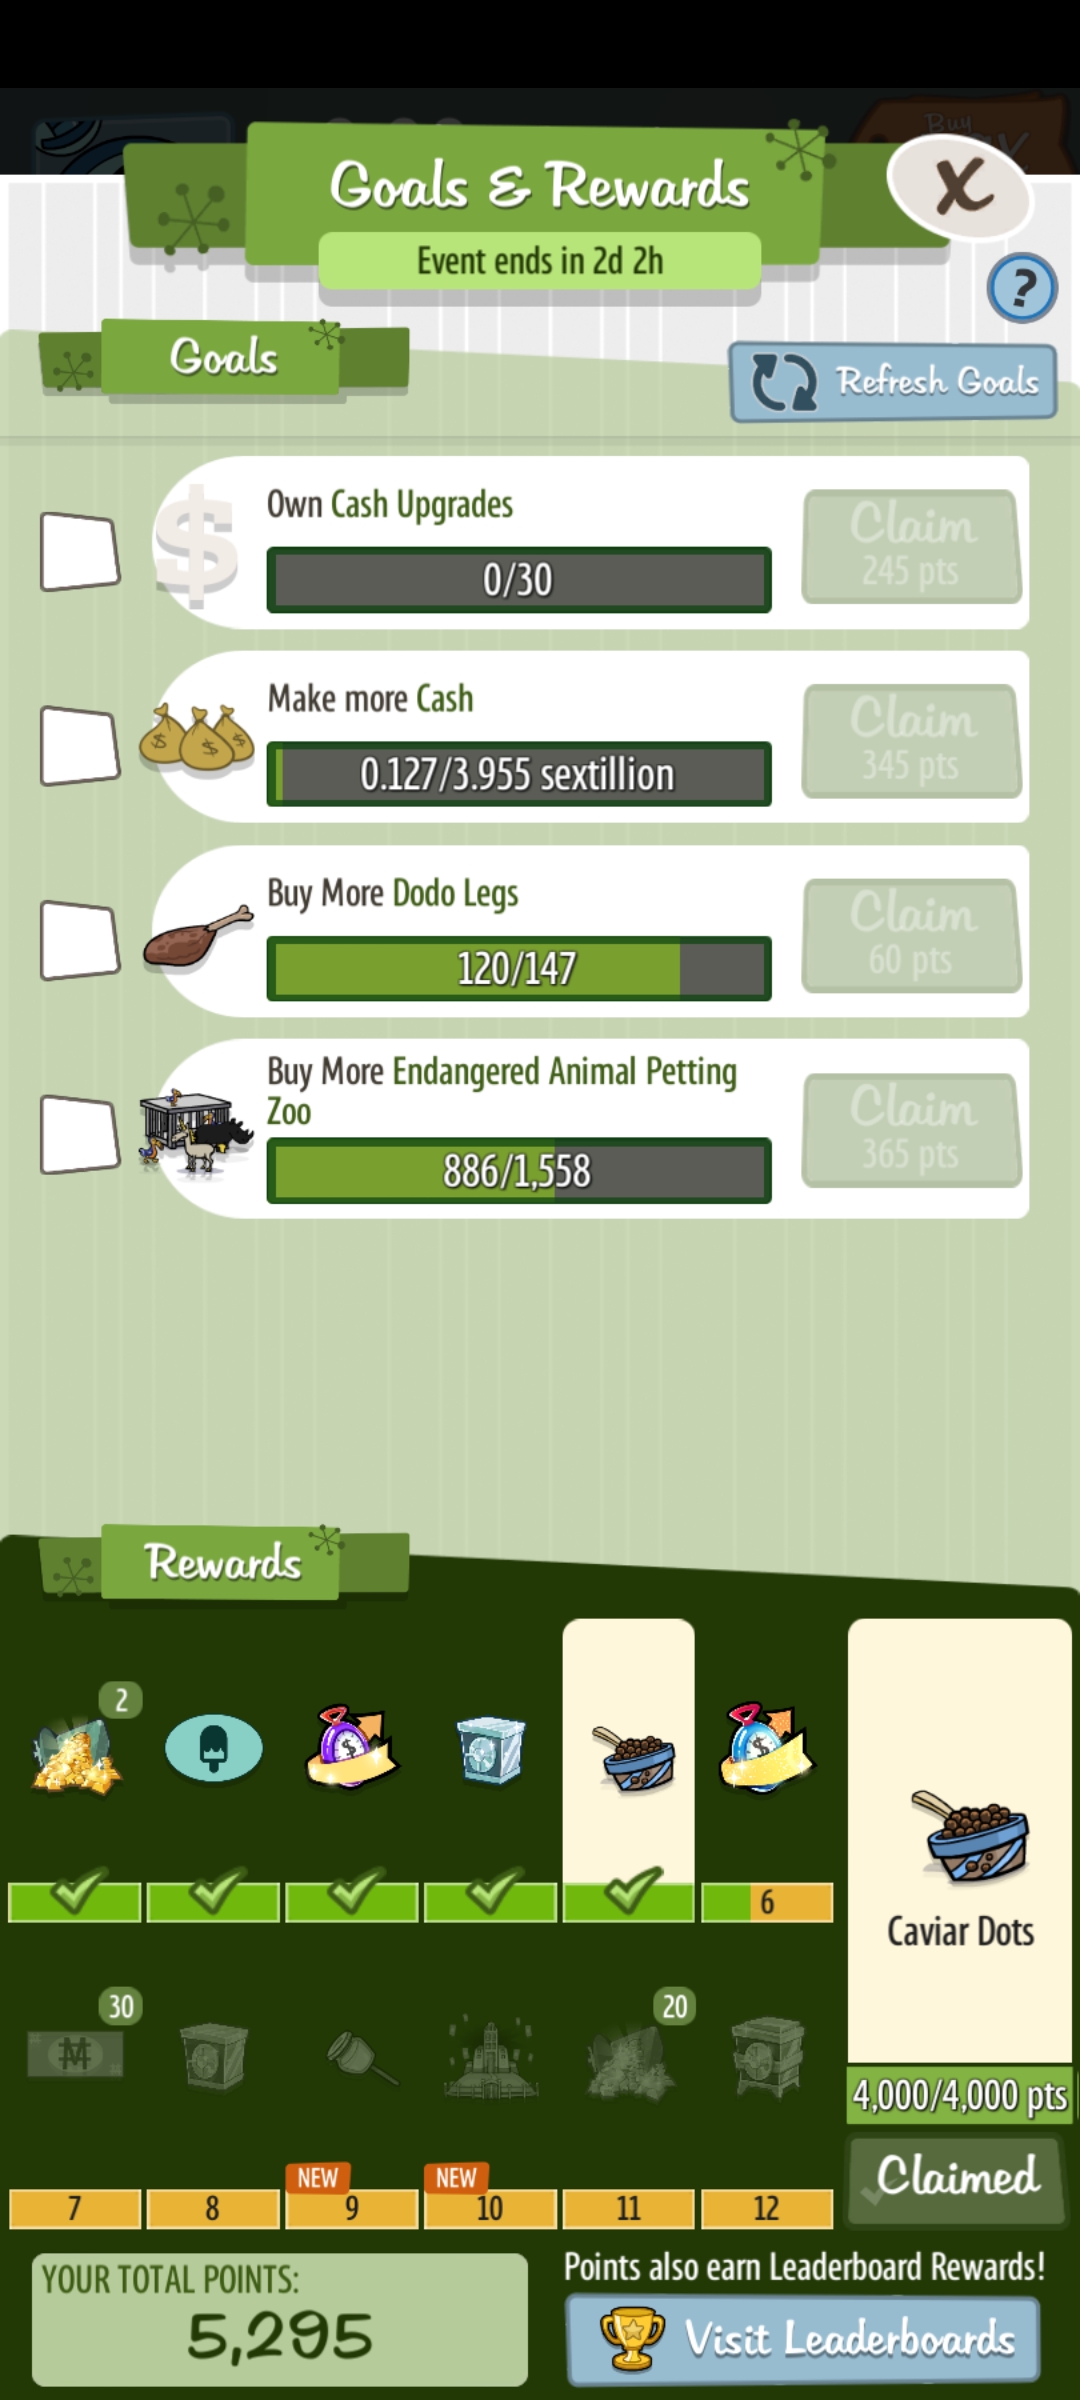 Buy
Goals & Rewards
X
Event ends in 2d 2h
?
Goals
Refresh Goals
Own Cash Upgrades
0/30
Claim
245 pts
Make more Cash
0.127/3.955 sextillion
Claim
345 pts
Buy More Dodo Legs
120/147
Claim
60 pts
Buy More Endangered Animal Petting
Zoo
886/1,558
Claim
365 pts
Rewards
2
6
Caviar Dots
30
20
4,000/4,000 pts
Claimed
NEW
NEW
7
8
9
10
11
12
YOUR TOTAL POINTS:
5,295
Points also earn Leaderboard Rewards!
Visit Leaderboards